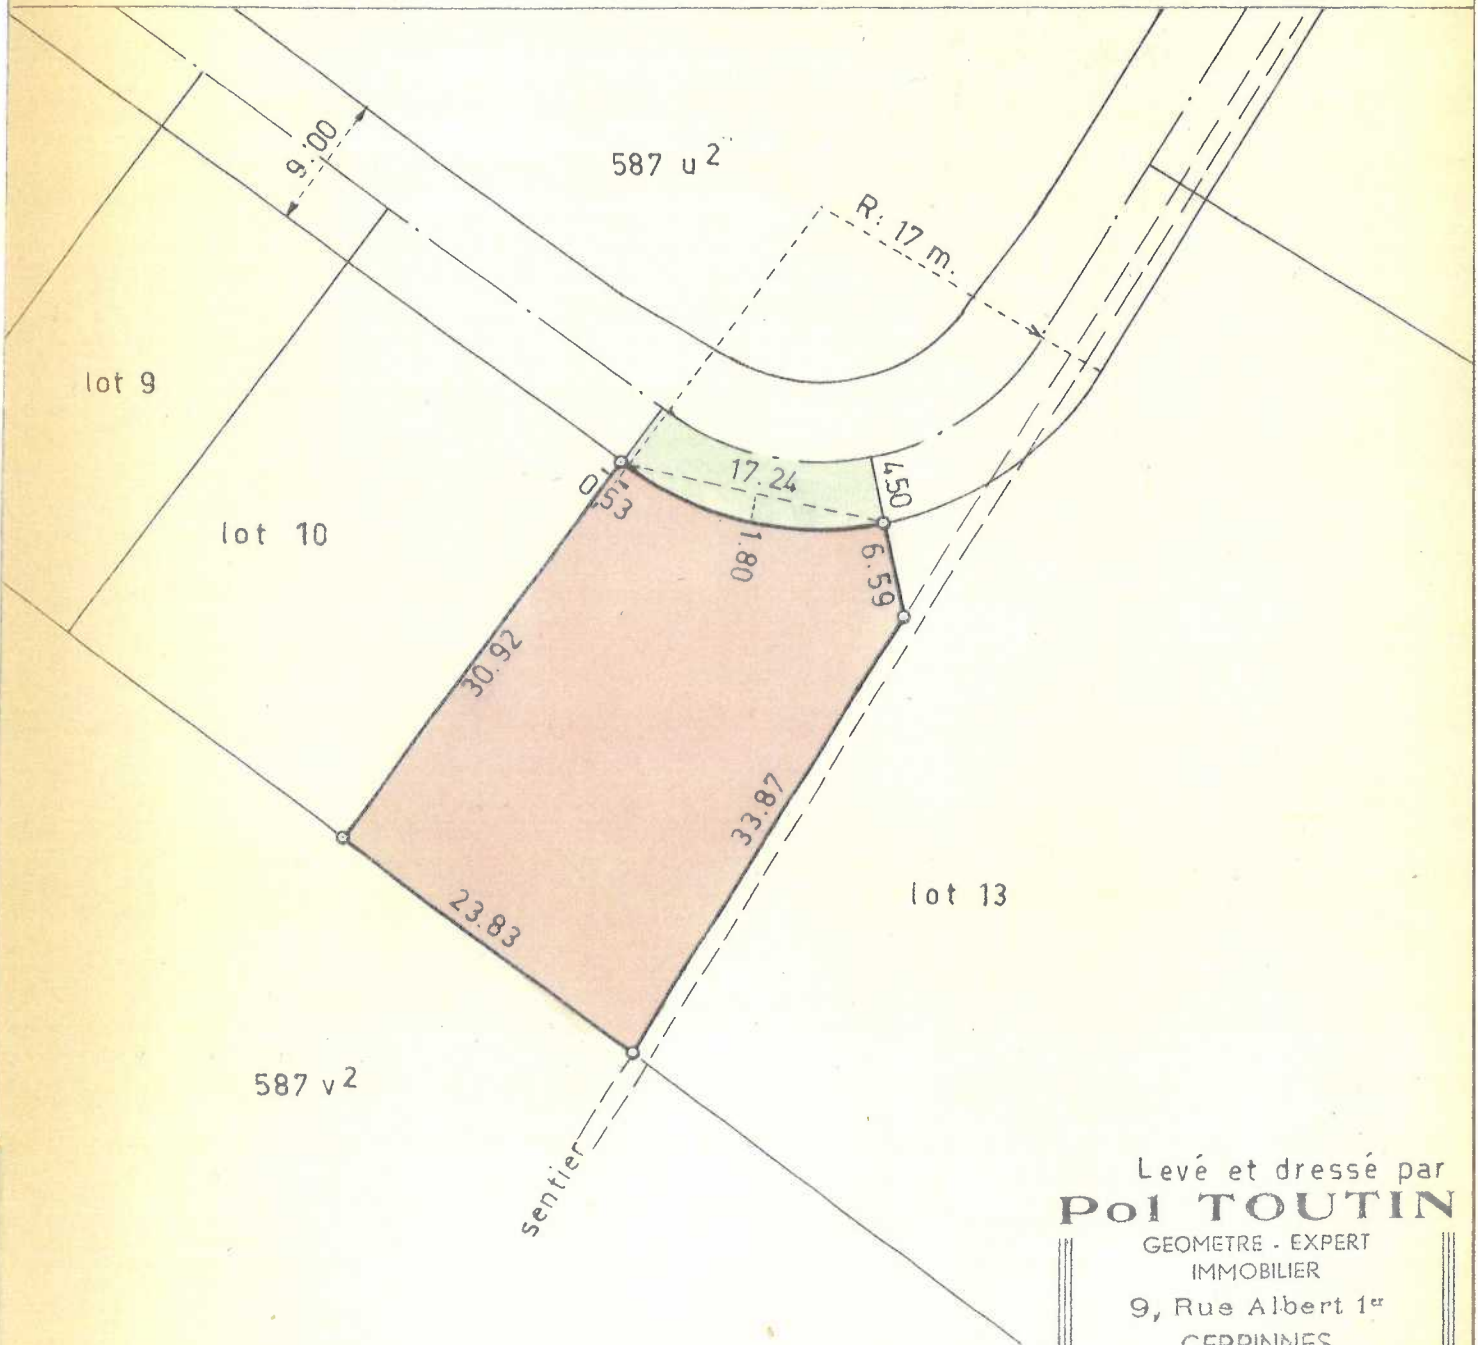 9.00
587 u²
R: 17 m.
lot 9
17.24
4.50
0,53
lot 10
1.80
6.59
30.92
33.87
lot 13
23.83
587 v²
sentier
Levé et dressé par
Pol TOUTIN
GEOMETRE - EXPERT
IMMOBILIER
9, Rue Albert 1er
GERPINNES